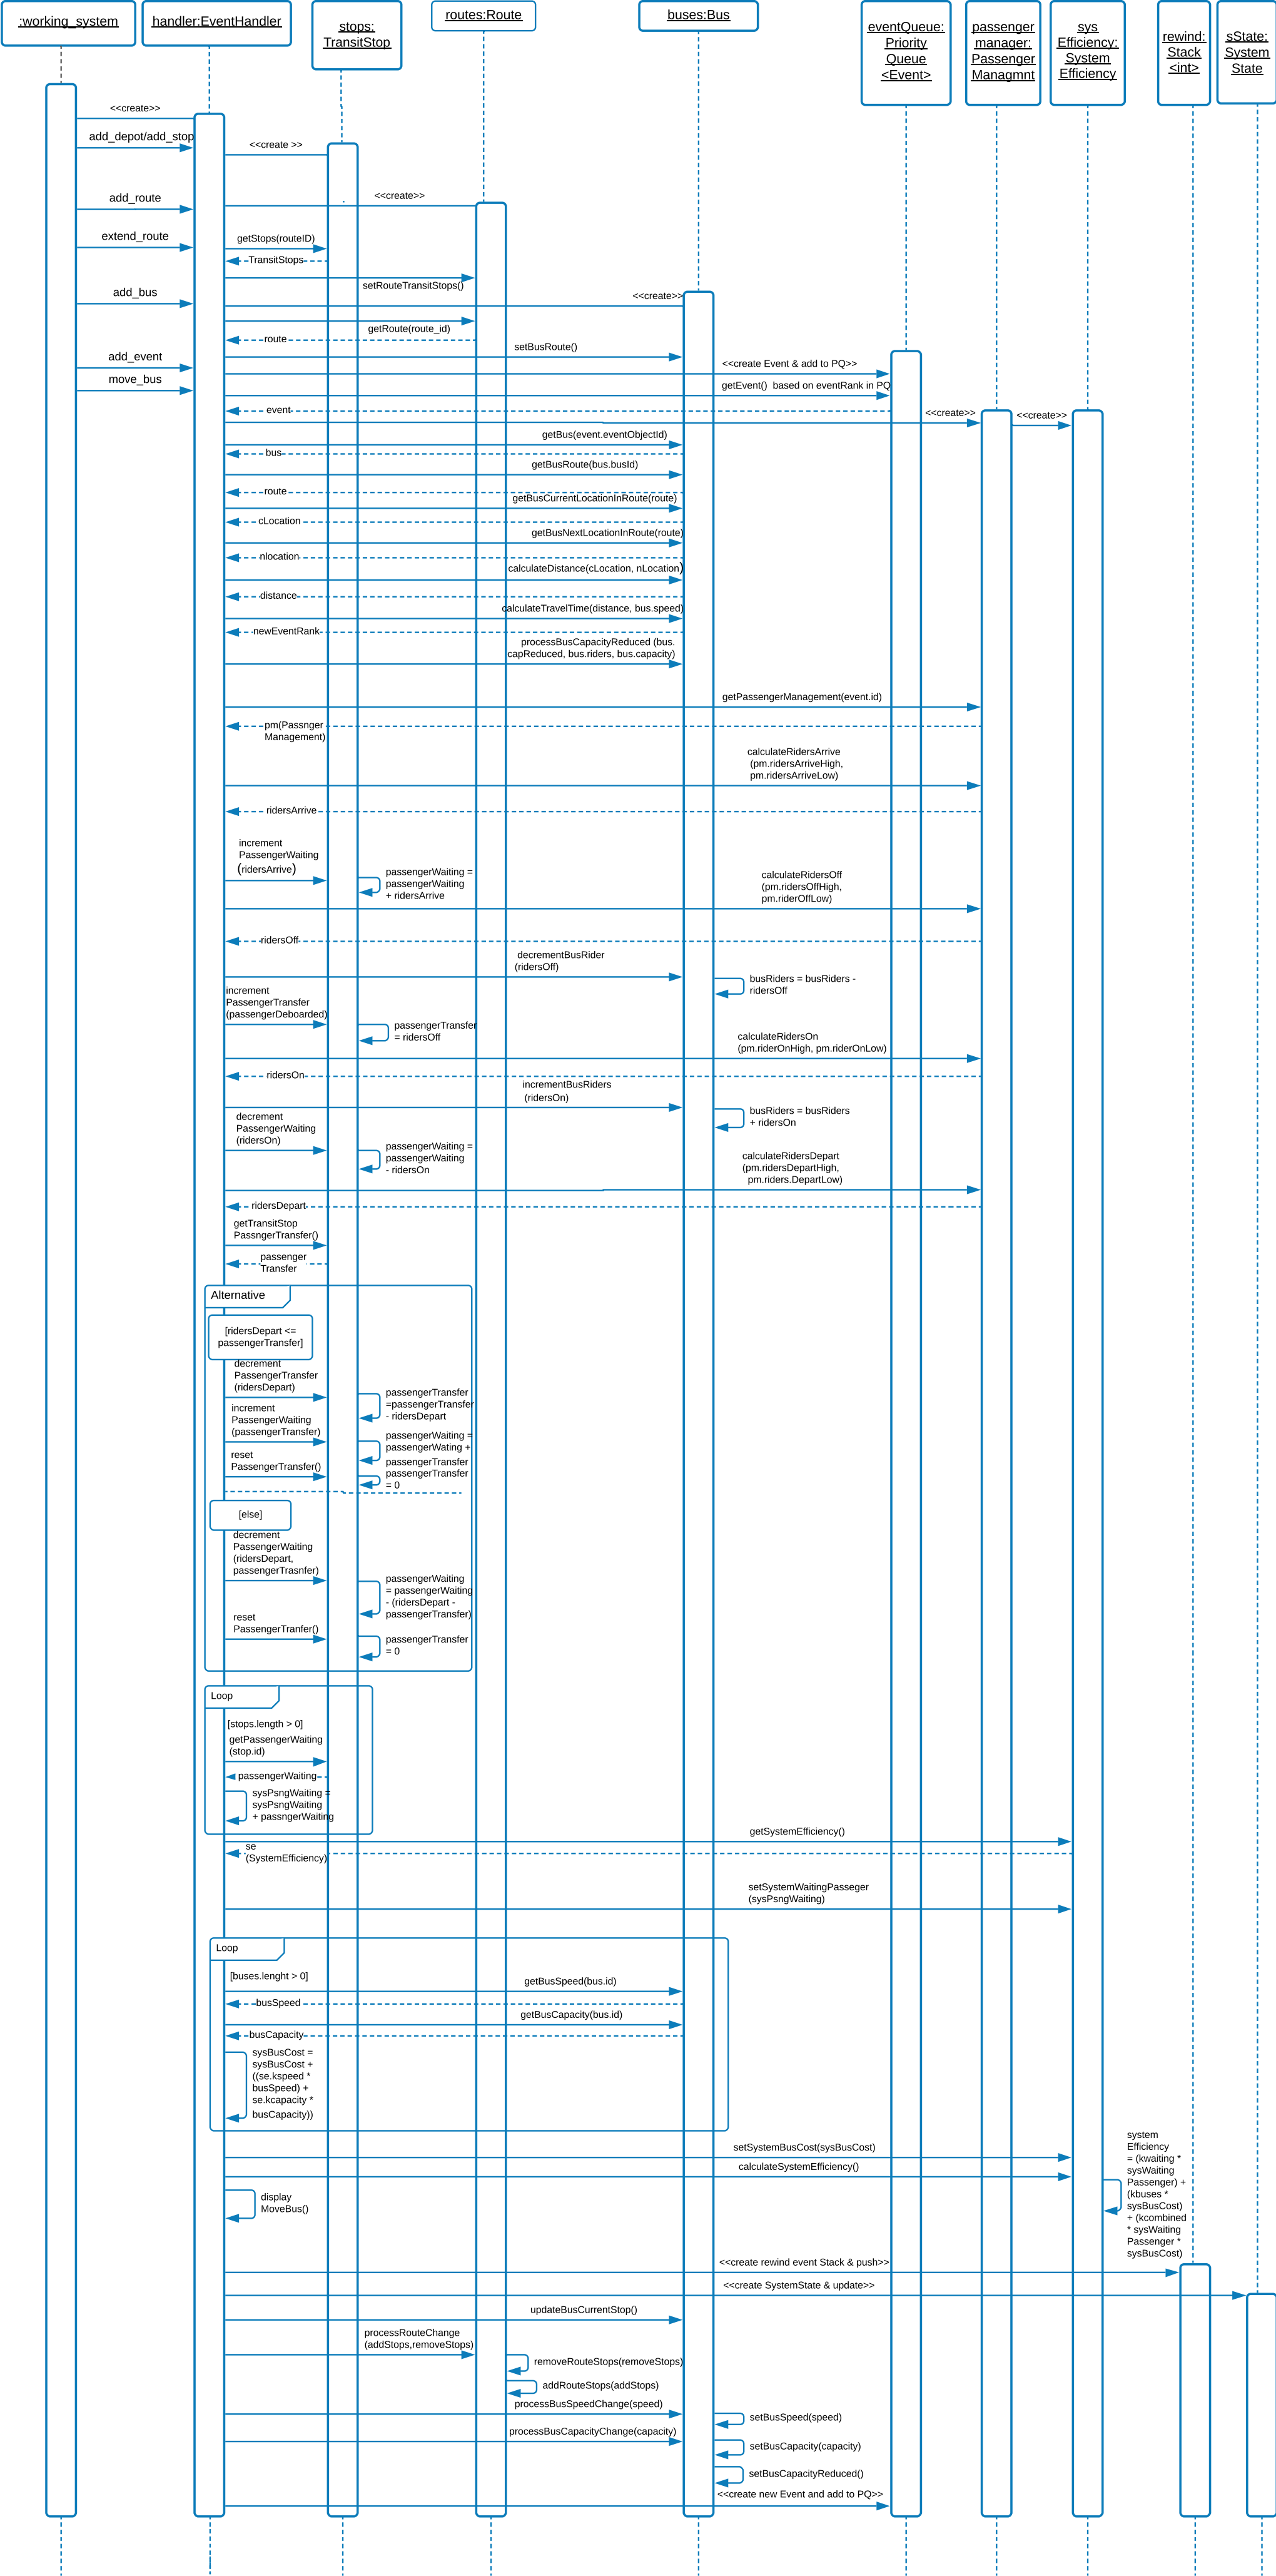 :working_system
handler:EventHandler
stops:
TransitStop
routes:Route
buses:Bus
eventQueue:
Priority
Queue
<Event>
passenger
manager:
Passenger
Managmnt
sys
Efficiency:
System
Efficiency
rewind:
Stack
<int>
sState:
System
State
<<create>>
add_depot/add_stop
<<create >>
add_route
<<create>>
extend_route
getStops(routeID)
TransitStops
setRouteTransitStops()
add_bus
<<create>>
getRoute(route_id)
route
setBusRoute()
add_event
<<create Event & add to PQ>>
move_bus
getEvent()  based on eventRank in PQ
event
<<create>>
<<create>>
getBus(event.eventObjectId)
bus
getBusRoute(bus.busId)
route
getBusCurrentLocationInRoute(route)
cLocation
getBusNextLocationInRoute(route)
nlocation
calculateDistance(cLocation, nLocation)
distance
calculateTravelTime(distance, bus.speed)
newEventRank
processBusCapacityReduced (bus.
capReduced, bus.riders, bus.capacity)
getPassengerManagement(event.id)
pm(Passnger
Management)
calculateRidersArrive
(pm.ridersArriveHigh,
pm.ridersArriveLow)
ridersArrive
increment
PassengerWaiting
(ridersArrive)
passengerWaiting =
passengerWaiting
+ ridersArrive
calculateRidersOff
(pm.ridersOffHigh,
pm.riderOffLow)
ridersOff
decrementBusRider
(ridersOff)
busRiders = busRiders -
ridersOff
increment
PassengerTransfer
(passengerDeboarded)
passengerTransfer
= ridersOff
calculateRidersOn
(pm.riderOnHigh, pm.riderOnLow)
ridersOn
incrementBusRiders
(ridersOn)
busRiders = busRiders
+ ridersOn
decrement
PassengerWaiting
(ridersOn)
passengerWaiting =
passengerWaiting
- ridersOn
calculateRidersDepart
(pm.ridersDepartHigh,
pm.riders.DepartLow)
ridersDepart
getTransitStop
PassngerTransfer()
passenger
Transfer
Alternative
[ridersDepart <=
passengerTransfer]
decrement
PassengerTransfer
(ridersDepart)
passengerTransfer
=passengerTransfer
- ridersDepart
increment
PassengerWaiting
(passengerTransfer)
passengerWaiting =
passengerWating +
passengerTransfer
reset
PassengerTransfer()
passengerTransfer
= 0
[else]
decrement
PassengerWaiting
(ridersDepart,
passengerTrasnfer)
passengerWaiting
= passengerWaiting
- (ridersDepart -
passengerTransfer)
reset
PassengerTranfer()
passengerTransfer
= 0
Loop
[stops.length > 0]
getPassengerWaiting
(stop.id)
passengerWaiting
sysPsngWaiting =
sysPsngWaiting
+ passngerWaiting
getSystemEfficiency()
se
(SystemEfficiency)
setSystemWaitingPasseger
(sysPsngWaiting)
Loop
[buses.lenght > 0]
getBusSpeed(bus.id)
busSpeed
getBusCapacity(bus.id)
busCapacity
sysBusCost =
sysBusCost +
((se.kspeed *
busSpeed) +
se.kcapacity *
busCapacity))
setSystemBusCost(sysBusCost)
calculateSystemEfficiency()
system
Efficiency
= (kwaiting *
sysWaiting
Passenger) +
(kbuses *
sysBusCost)
+ (kcombined
* sysWaiting
Passenger *
sysBusCost)
display
MoveBus()
<<create rewind event Stack & push>>
<<create SystemState & update>>
updateBusCurrentStop()
processRouteChange
(addStops,removeStops)
removeRouteStops(removeStops)
addRouteStops(addStops)
processBusSpeedChange(speed)
setBusSpeed(speed)
processBusCapacityChange(capacity)
setBusCapacity(capacity)
setBusCapacityReduced()
<<create new Event and add to PQ>>